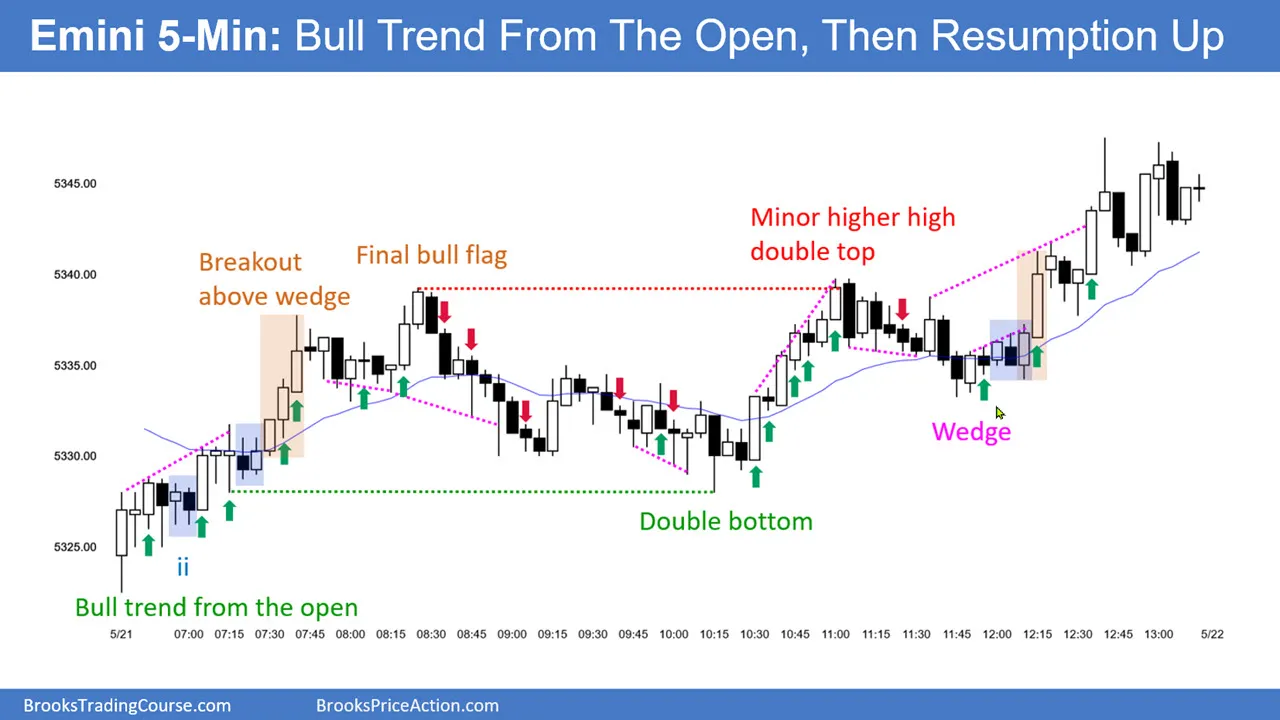 Emini 5-Min: Bull Trend From The Open, Then Resumption Up
5345.00
5340.00
5335.00
5330.00
5325.00
Breakout
above wedge
Final bull flag
Minor higher high
double top
Wedge
Double bottom
ii
Bull trend from the open
5/21 07:00 07:15 07:30 07:45 08:00 08:15 08:30 08:45 09:00 09:15 09:30 09:45 10:00 10:15 10:30 10:45 11:00 11:15 11:30 11:45 12:00 12:15 12:30 12:45 13:00 5/22
BrooksTradingCourse.com BrooksPriceAction.com